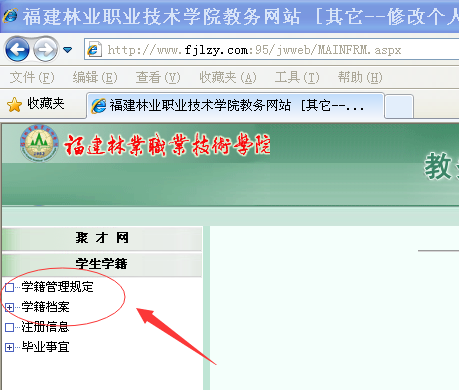 福建林业职业技术学院教务网站 [其它--修改个人
http://www.fjlzy.com:95/jwweb/MAINFRM.aspx
文件(F) 编辑(E) 查看(V) 收藏夹(A) 工具(T) 帮助(H)
收藏夹 福建林业职业技术学院教务网站 [其它--...
福建林業職業技術學院
教
聚 才 网
学生学籍
学籍管理规定
学籍档案
注册信息
毕业事宜